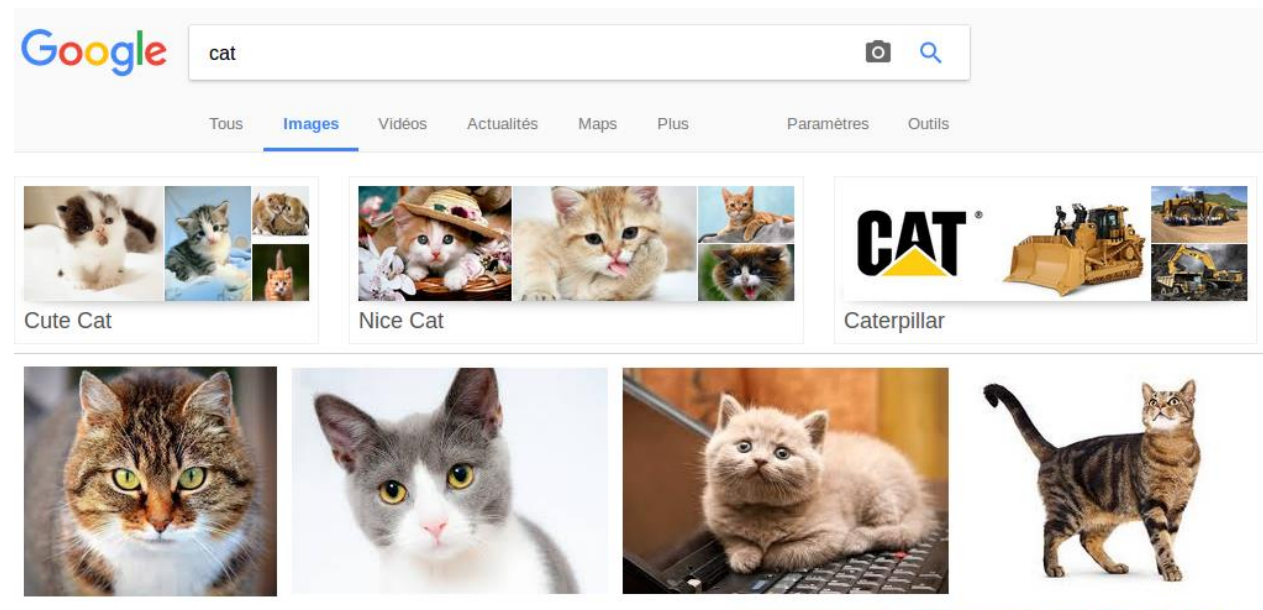 Google cat
Tous Images Vidéos Actualités Maps Plus Paramètres Outils
CAT ®
Cute Cat Nice Cat Caterpillar